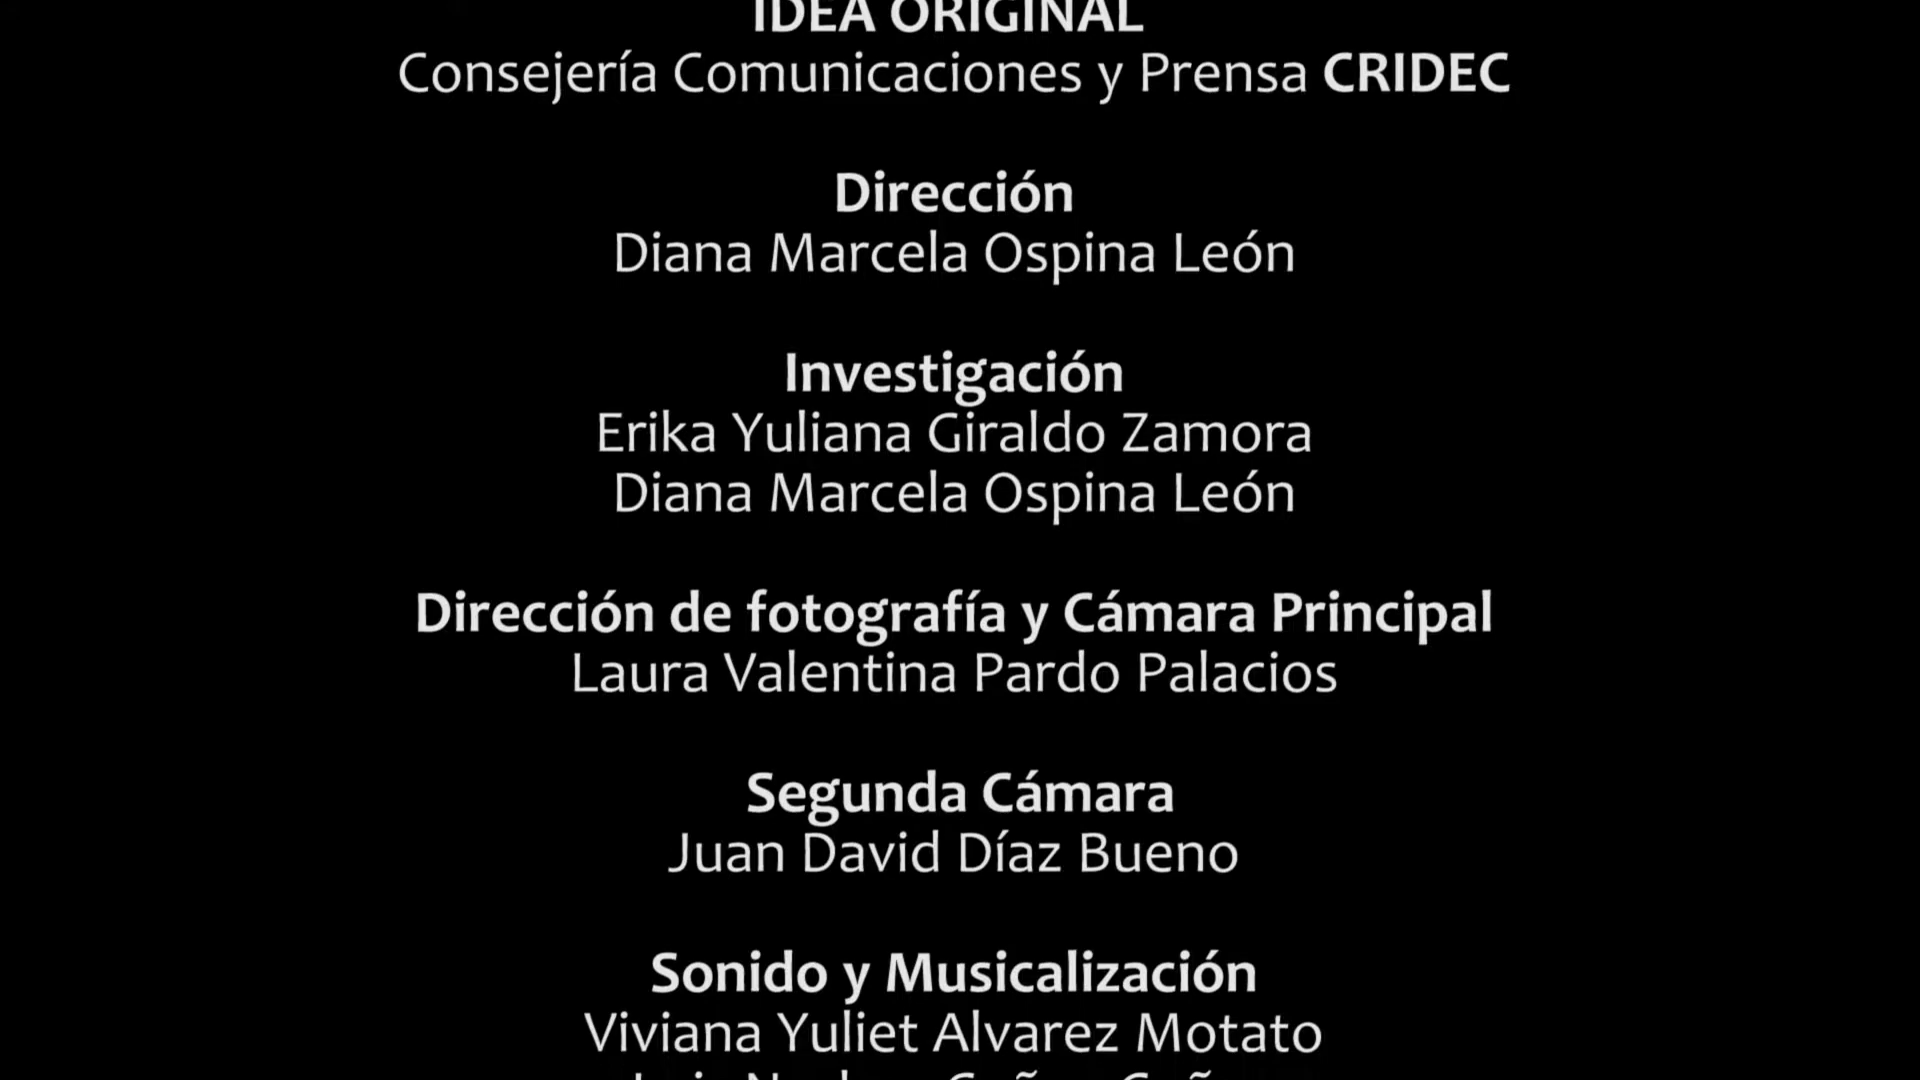 IDEA ORIGINAL
Consejería Comunicaciones y Prensa CRIDEC
Dirección
Diana Marcela Ospina León
Investigación
Erika Yuliana Giraldo Zamora
Diana Marcela Ospina León
Dirección de fotografía y Cámara Principal
Laura Valentina Pardo Palacios
Segunda Cámara
Juan David Díaz Bueno
Sonido y Musicalización
Viviana Yuliet Alvarez Motato